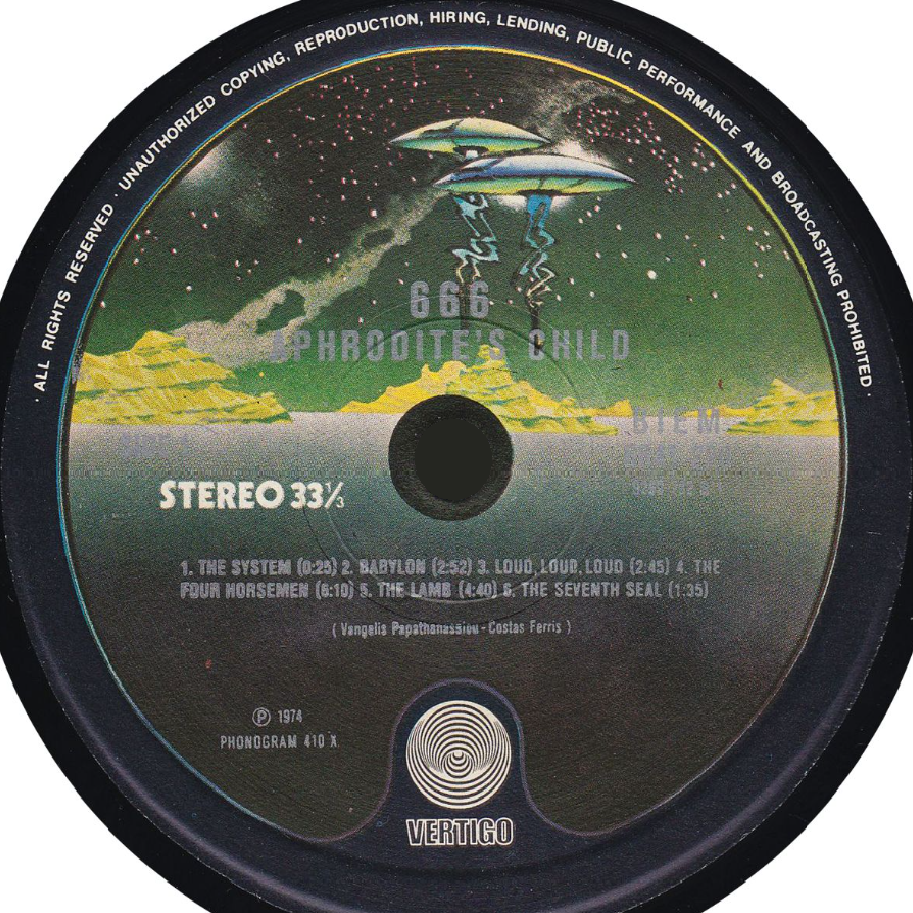 · ALL RIGHTS RESERVED · UNAUTHORIZED COPYING, REPRODUCTION, HIRING, LENDING, PUBLIC PERFORMANCE AND BROADCASTING PROHIBITED ·
666
APHRODITE'S CHILD
BIEM
STEREO 33⅓
1. THE SYSTEM (0:25) 2. BABYLON (2:52) 3. LOUD, LOUD, LOUD (2:45) 4. THE
FOUR HORSEMEN (6:10) 5. THE LAMB (4:40) 6. THE SEVENTH SEAL (1:35)
( Vangelis Papathanassiou - Costas Ferris )
℗ 1974
PHONOGRAM 410 X
VERTIGO